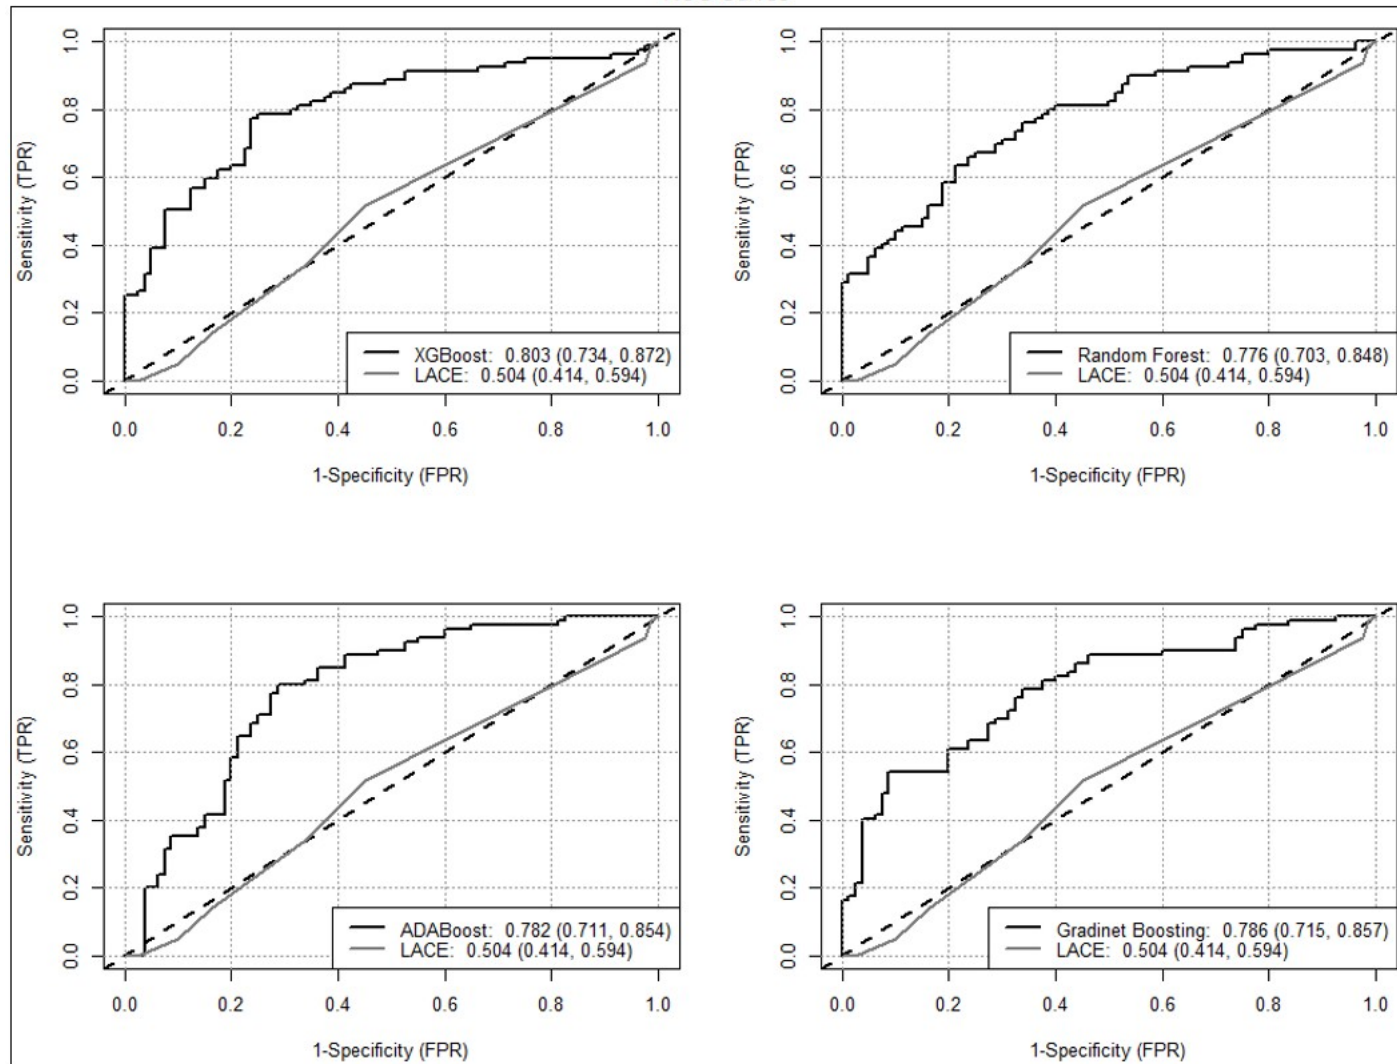 1.0
0.8
0.6
0.4
0.2
0.0
Sensitivity (TPR)
XGBoost: 0.803 (0.734, 0.872)
LACE: 0.504 (0.414, 0.594)
0.0 0.2 0.4 0.6 0.8 1.0
1-Specificity (FPR)
1.0
0.8
0.6
0.4
0.2
0.0
Sensitivity (TPR)
Random Forest: 0.776 (0.703, 0.848)
LACE: 0.504 (0.414, 0.594)
0.0 0.2 0.4 0.6 0.8 1.0
1-Specificity (FPR)
1.0
0.8
0.6
0.4
0.2
0.0
Sensitivity (TPR)
ADABoost: 0.782 (0.711, 0.854)
LACE: 0.504 (0.414, 0.594)
0.0 0.2 0.4 0.6 0.8 1.0
1-Specificity (FPR)
1.0
0.8
0.6
0.4
0.2
0.0
Sensitivity (TPR)
Gradinet Boosting: 0.786 (0.715, 0.857)
LACE: 0.504 (0.414, 0.594)
0.0 0.2 0.4 0.6 0.8 1.0
1-Specificity (FPR)